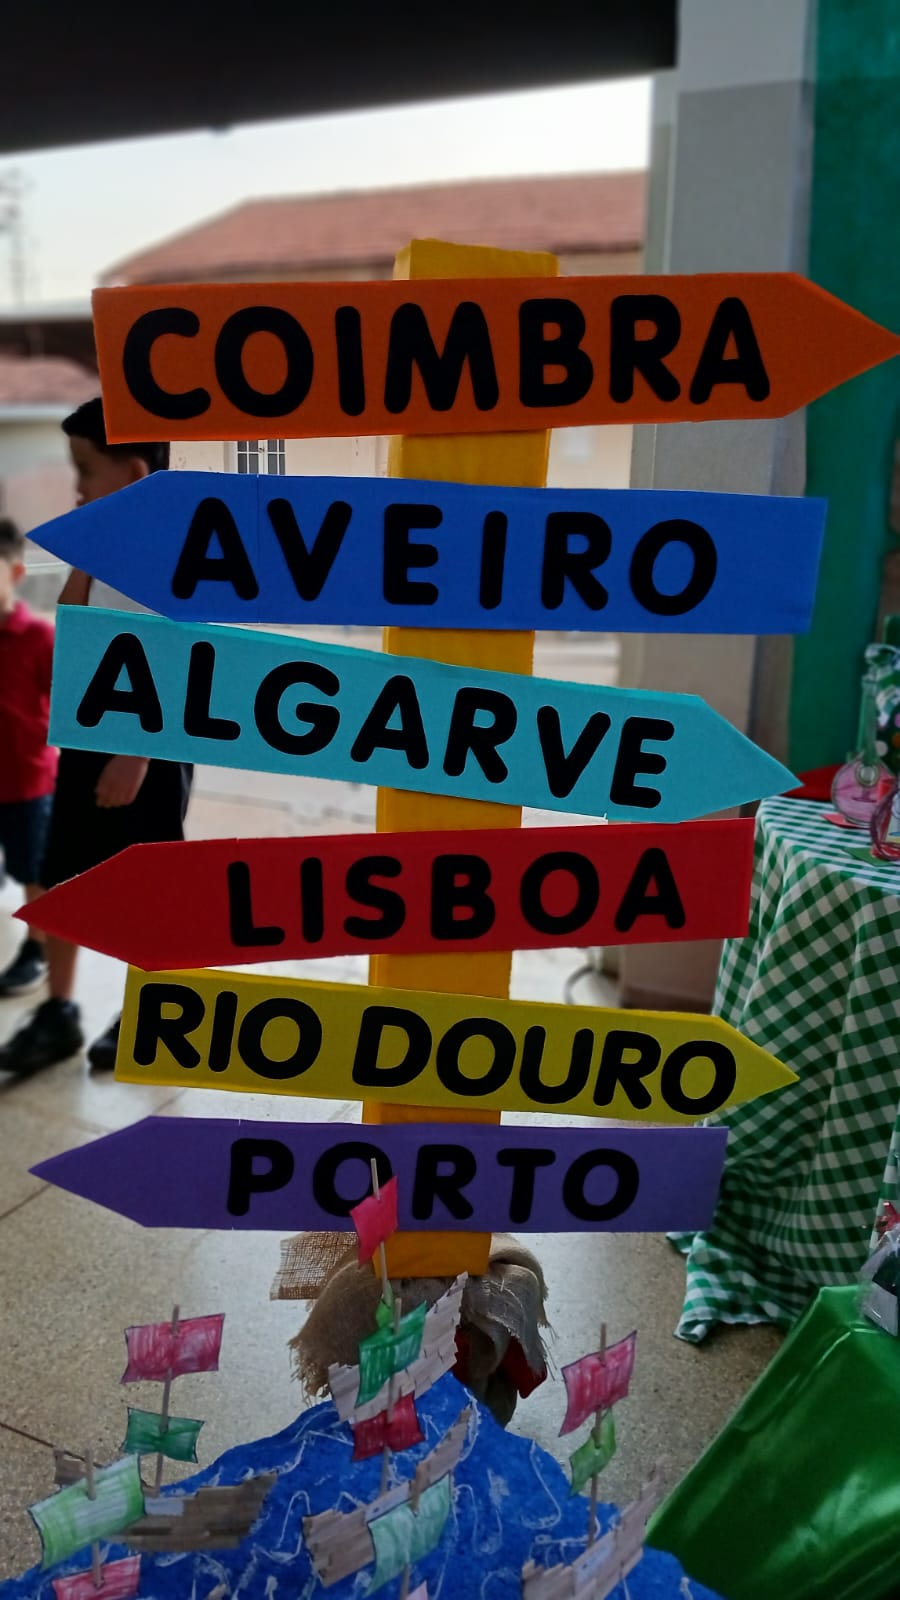 COIMBRA
AVEIRO
ALGARVE
LISBOA
RIO DOURO
PORTO